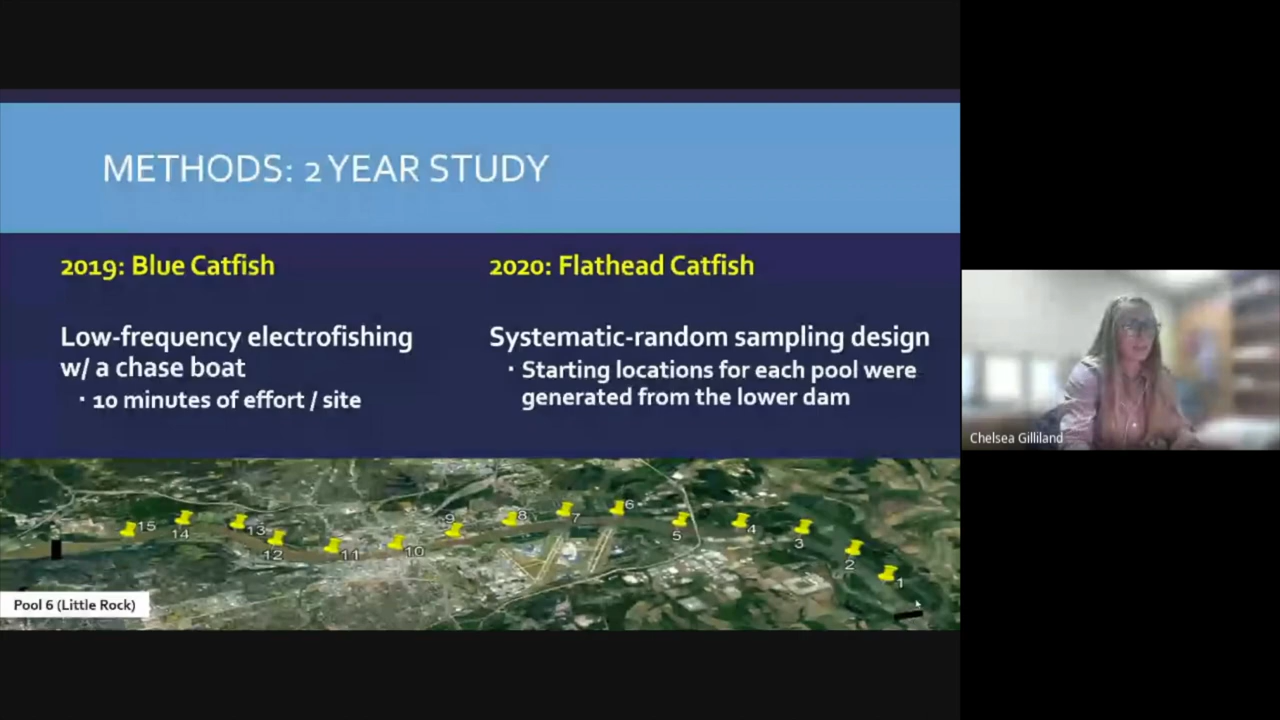 METHODS: 2 YEAR STUDY
2019: Blue Catfish
Low-frequency electrofishing
w/ a chase boat
· 10 minutes of effort / site
2020: Flathead Catfish
Systematic-random sampling design
· Starting locations for each pool were
generated from the lower dam
15
14
13
12
11
10
9
8
7
6
5
4
3
2
1
Pool 6 (Little Rock)
Chelsea Gilliland